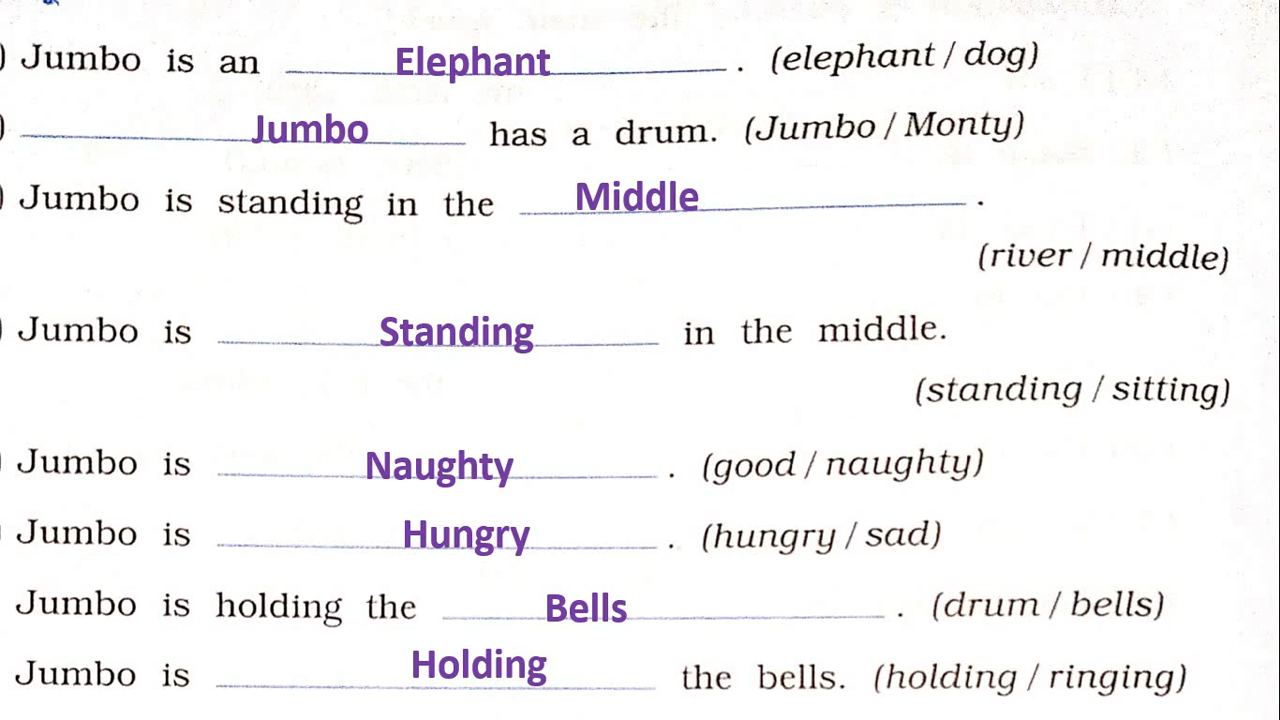 ) Jumbo is an Elephant . (elephant / dog)
) Jumbo has a drum. (Jumbo / Monty)
) Jumbo is standing in the Middle .
(river / middle)
) Jumbo is Standing in the middle.
(standing / sitting)
) Jumbo is Naughty . (good / naughty)
Jumbo is Hungry . (hungry / sad)
Jumbo is holding the Bells . (drum / bells)
Jumbo is Holding the bells. (holding / ringing)